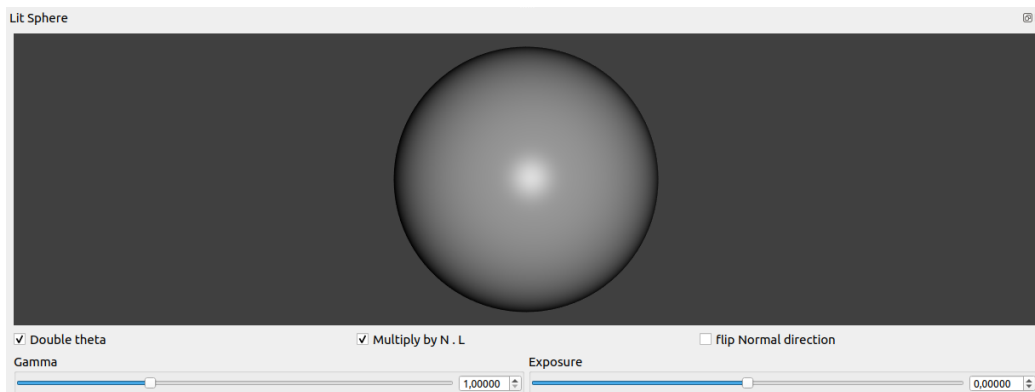 Lit Sphere
Double theta
Multiply by N . L
flip Normal direction
Gamma
Exposure
1,00000
0,00000